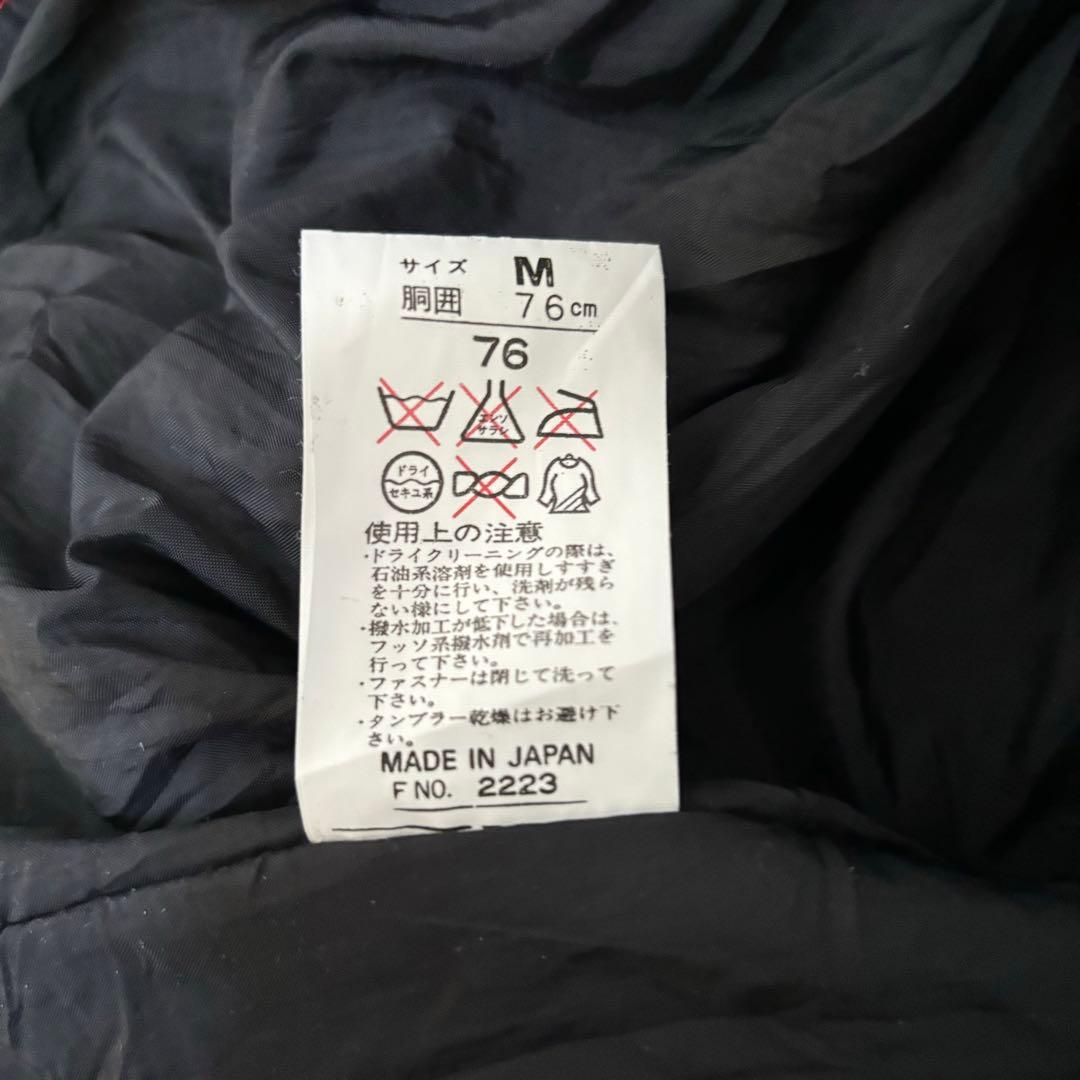 サイズ M
胴囲 76cm
76
エンソ
サラシ
ドライ
セキユ系
使用上の注意
・ドライクリーニングの際は、
石油系溶剤を使用しすすぎ
を十分に行い、洗剤が残ら
ない様にして下さい。
・撥水加工が低下した場合は、
フッソ系撥水剤で再加工を
行って下さい。
・ファスナーは閉じて洗って
下さい。
・タンブラー乾燥はお避け下
さい。
MADE IN JAPAN
F NO. 2223